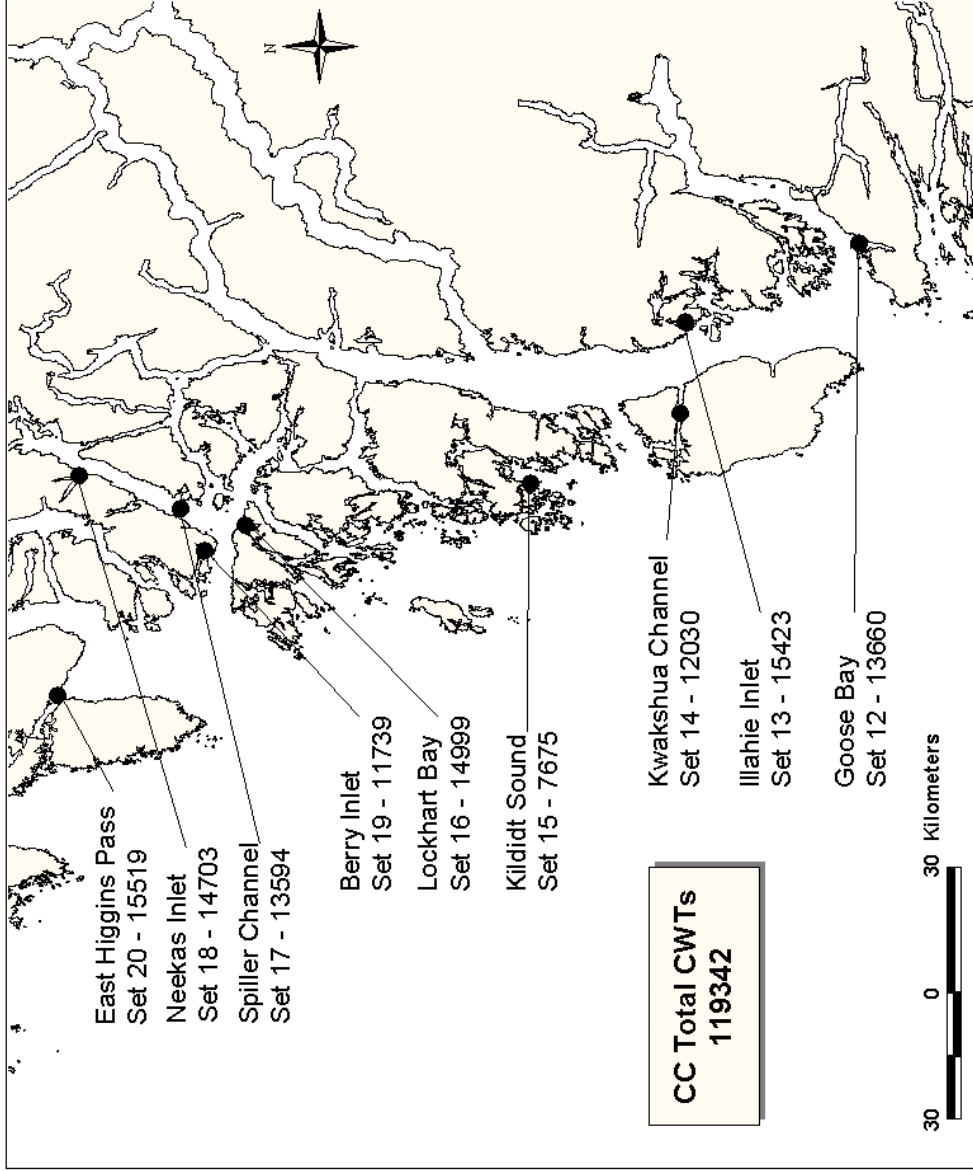 N
East Higgins Pass
Set 20 - 15519
Neekas Inlet
Set 18 - 14703
Spiller Channel
Set 17 - 13594
Berry Inlet
Set 19 - 11739
Lockhart Bay
Set 16 - 14999
Kildidt Sound
Set 15 - 7675
Kwakshua Channel
Set 14 - 12030
Illahie Inlet
Set 13 - 15423
Goose Bay
Set 12 - 13660
CC Total CWTs
119342
30 0 30 Kilometers